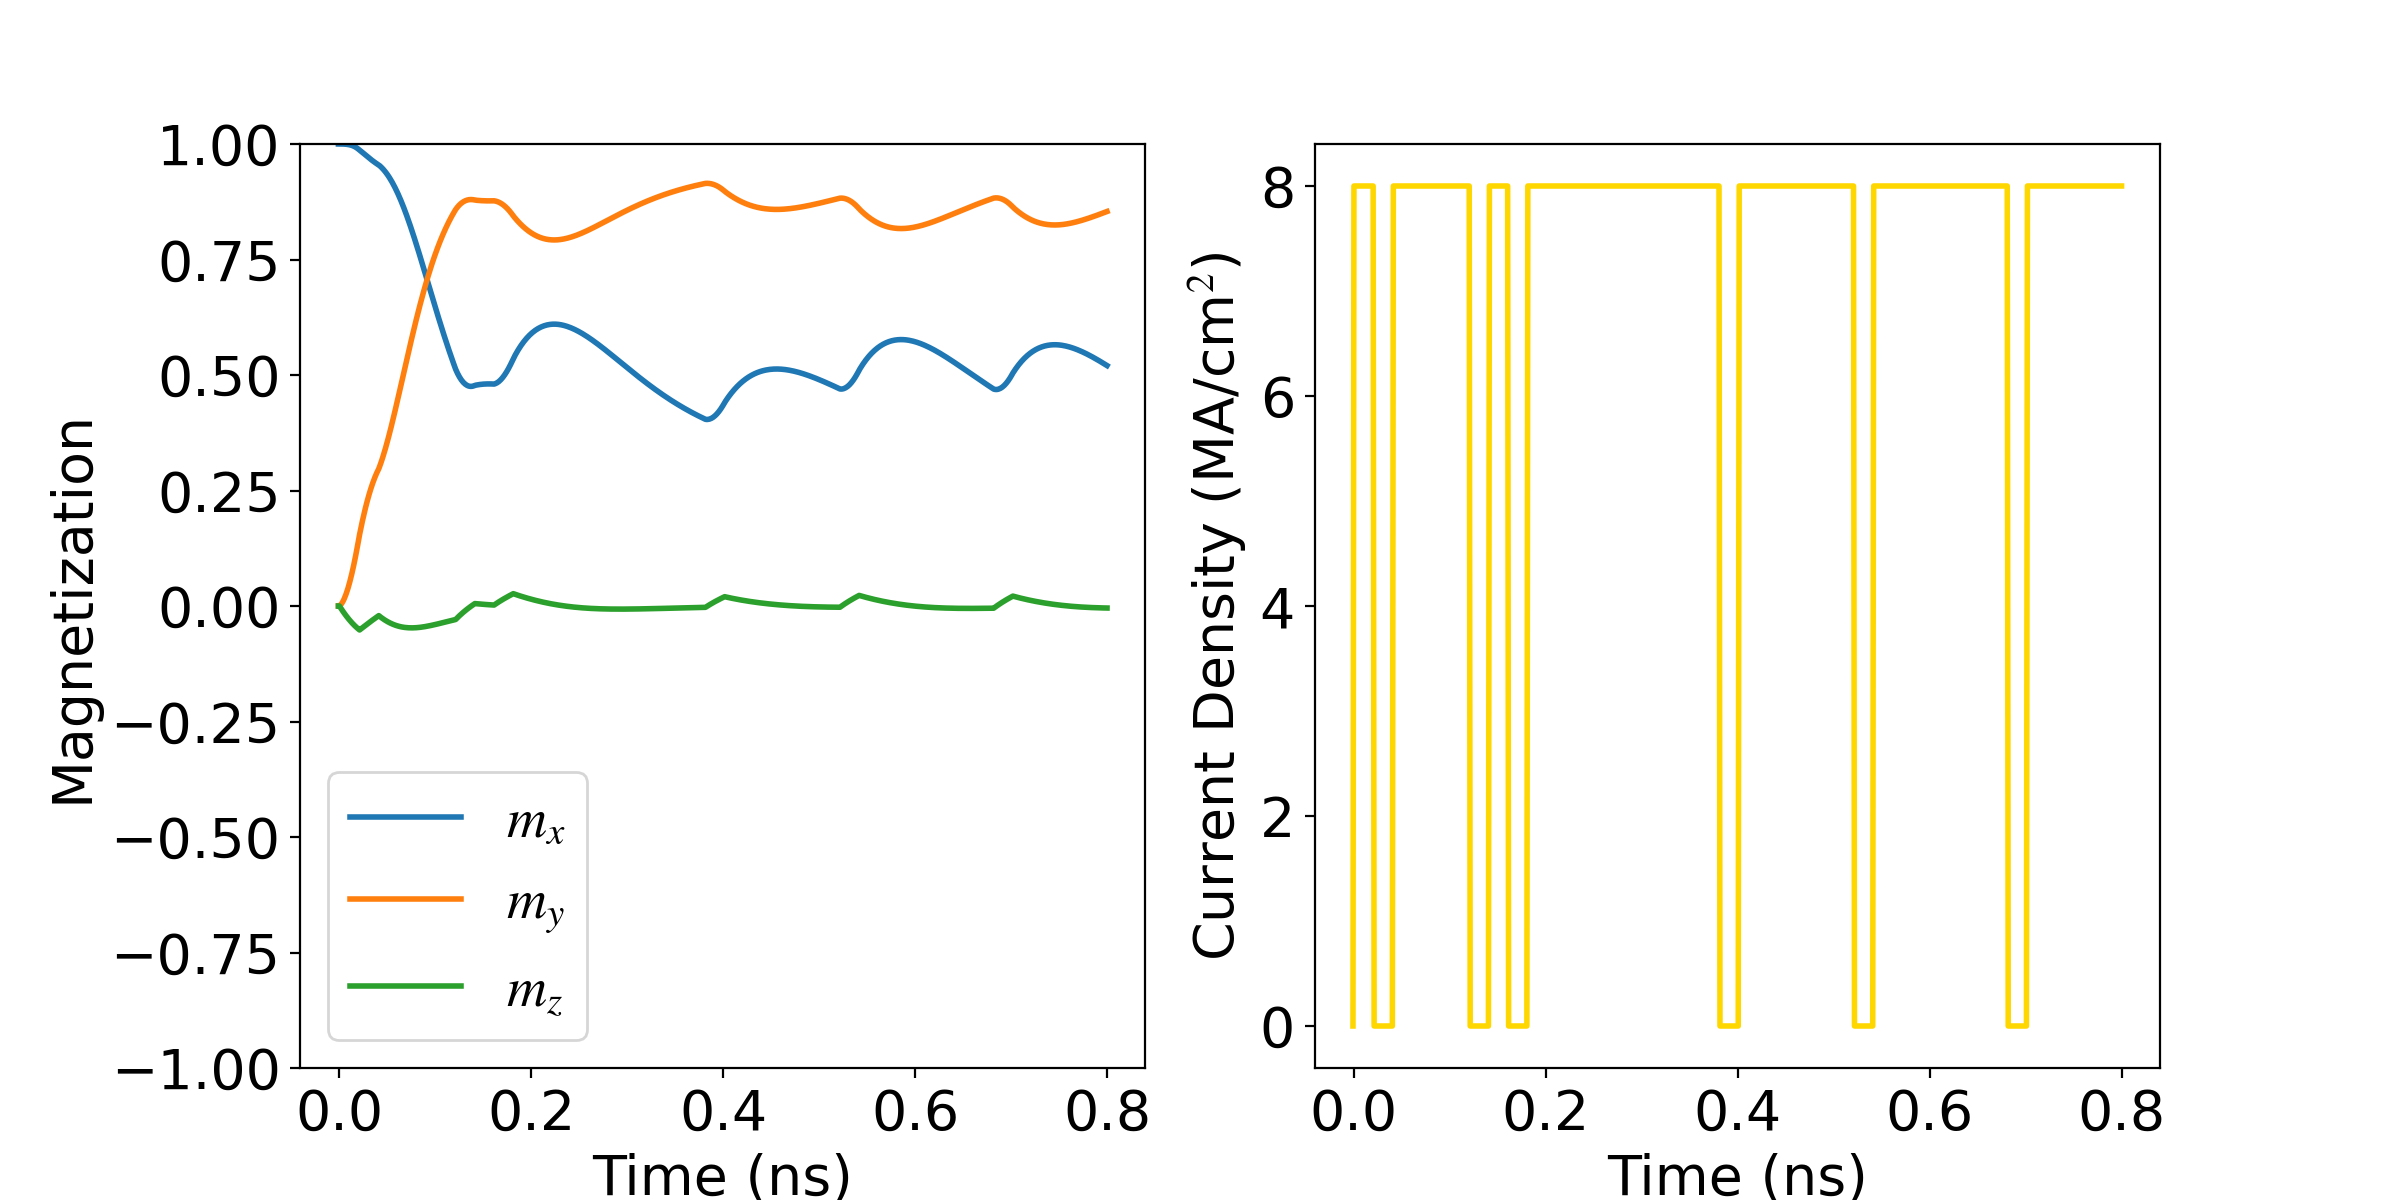 Magnetization
1.00
0.75
0.50
0.25
0.00
−0.25
−0.50
−0.75
−1.00
m_x
m_y
m_z
0.0 0.2 0.4 0.6 0.8
Time (ns)
Current Density (MA/cm²)
8
6
4
2
0
0.0 0.2 0.4 0.6 0.8
Time (ns)